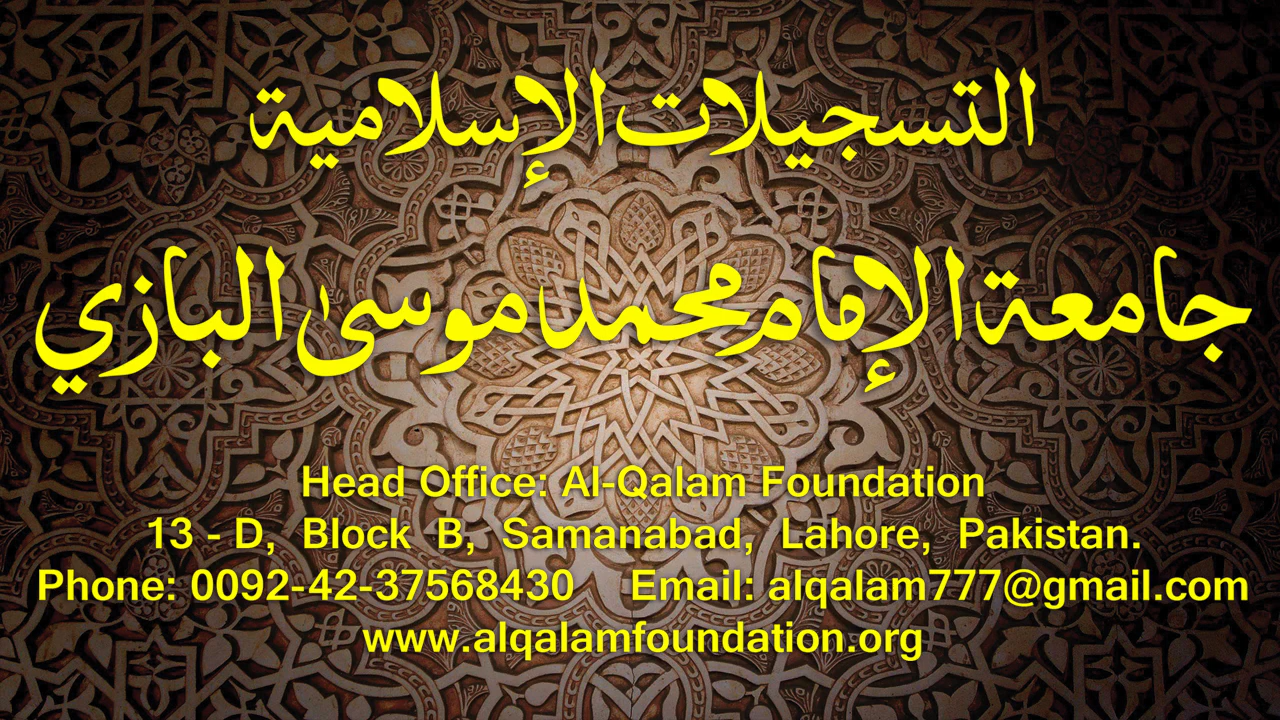 التسجيلات الإسلامية
جامعة الإمام محمد موسى البازي
Head Office: Al-Qalam Foundation
13 - D, Block B, Samanabad, Lahore, Pakistan.
Phone: 0092-42-37568430 Email: alqalam777@gmail.com
www.alqalamfoundation.org